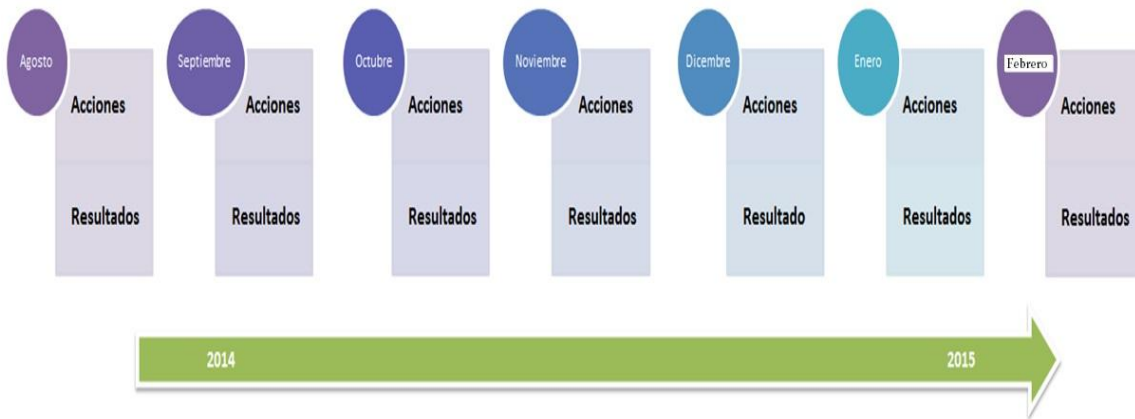 Agosto
Acciones
Resultados
Septiembre
Acciones
Resultados
Octubre
Acciones
Resultados
Noviembre
Acciones
Resultados
Dicembre
Acciones
Resultado
Enero
Acciones
Resultados
Febrero
Acciones
Resultados
2014
2015